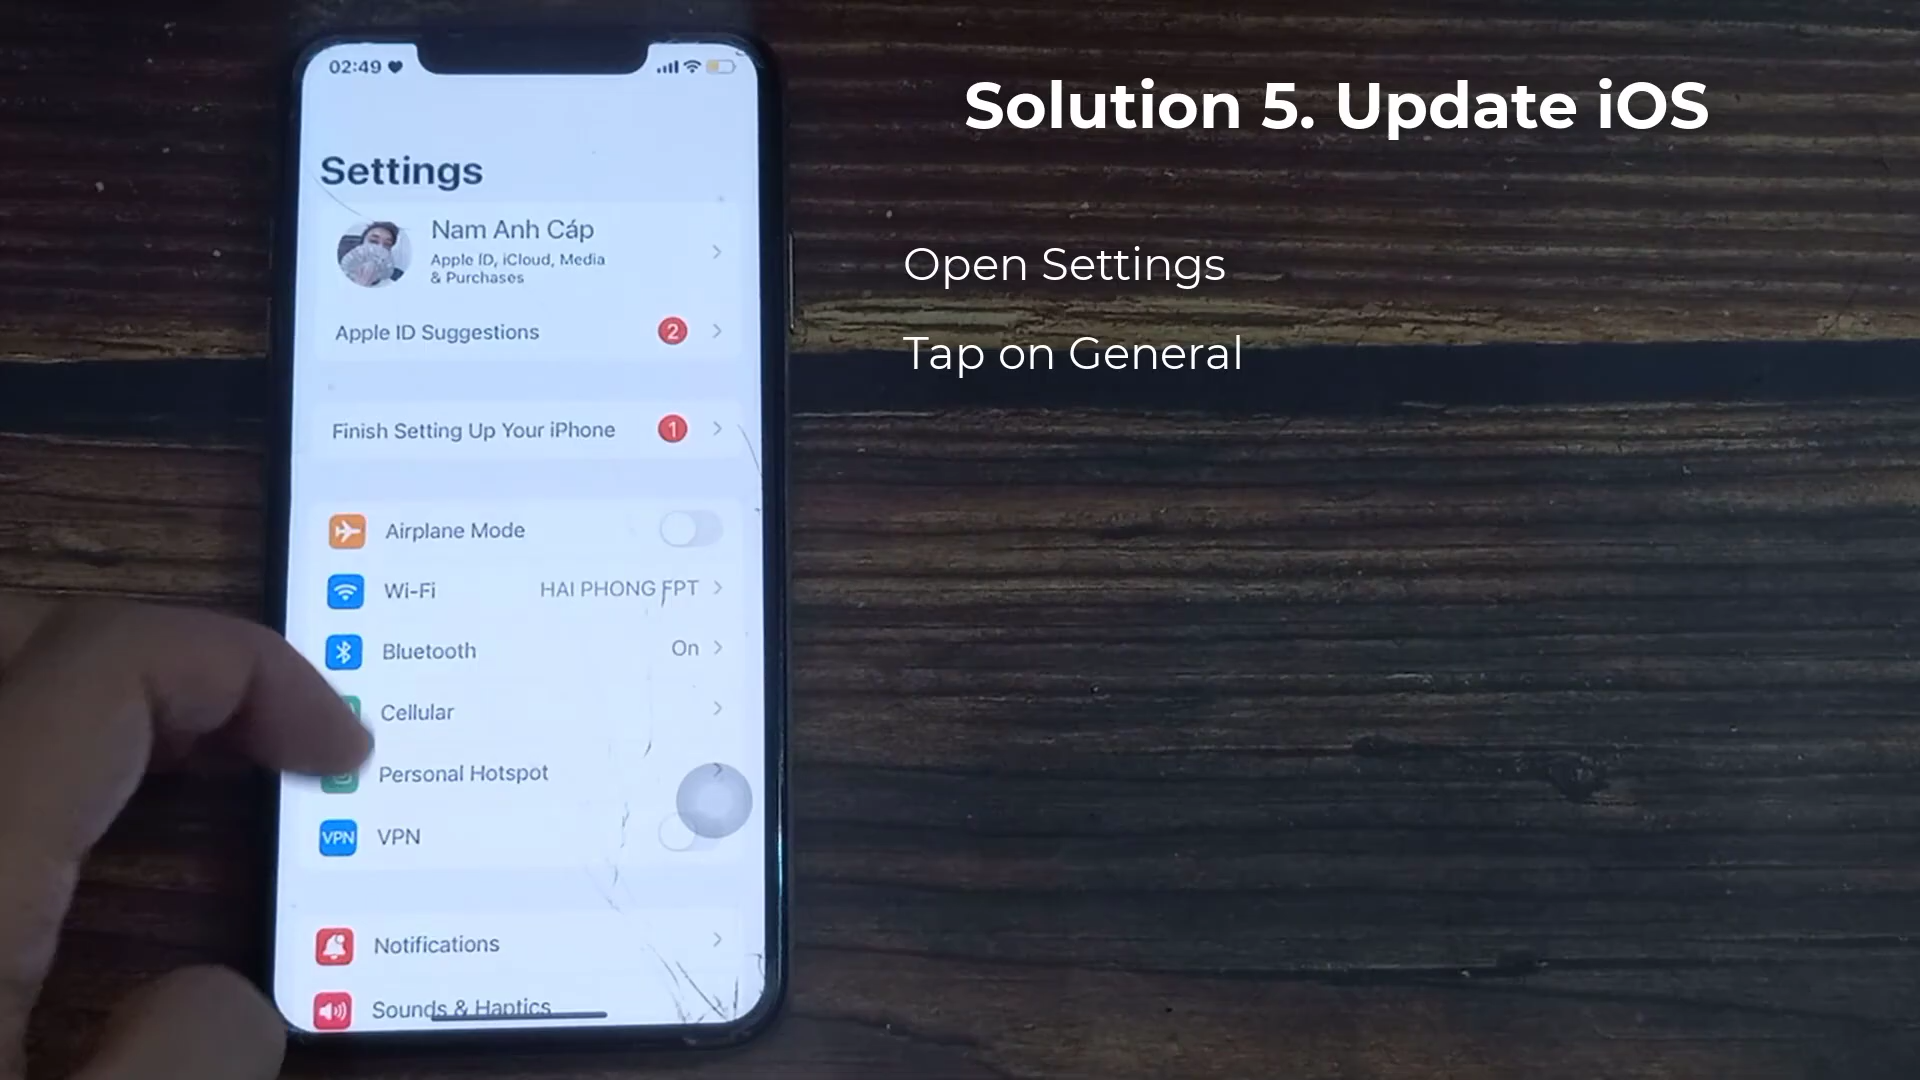 02:49
Solution 5. Update iOS
Settings
Nam Anh Cáp
Apple ID, iCloud, Media
& Purchases
Open Settings
Apple ID Suggestions 2
Tap on General
Finish Setting Up Your iPhone 1
Airplane Mode
Wi-Fi HAI PHONG FPT
Bluetooth On
Cellular
Personal Hotspot
VPN VPN
Notifications
Sounds & Haptics